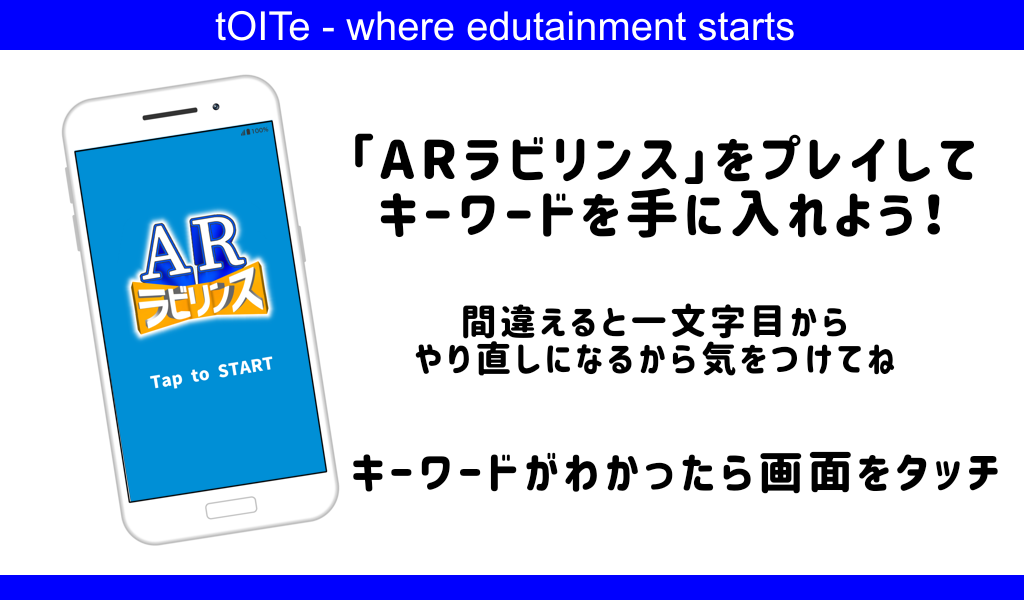 tOITe - where edutainment starts
100%
AR
ラビリンス
Tap to START
「ARラビリンス」をプレイして
キーワードを手に入れよう!
間違えると一文字目から
やり直しになるから気をつけてね
キーワードがわかったら画面をタッチ